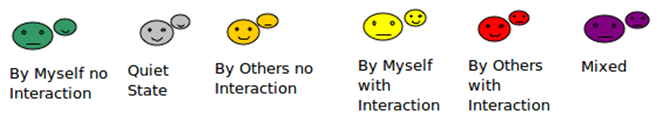 By Myself no
Interaction
Quiet
State
By Others no
Interaction
By Myself
with
Interaction
By Others
with
Interaction
Mixed